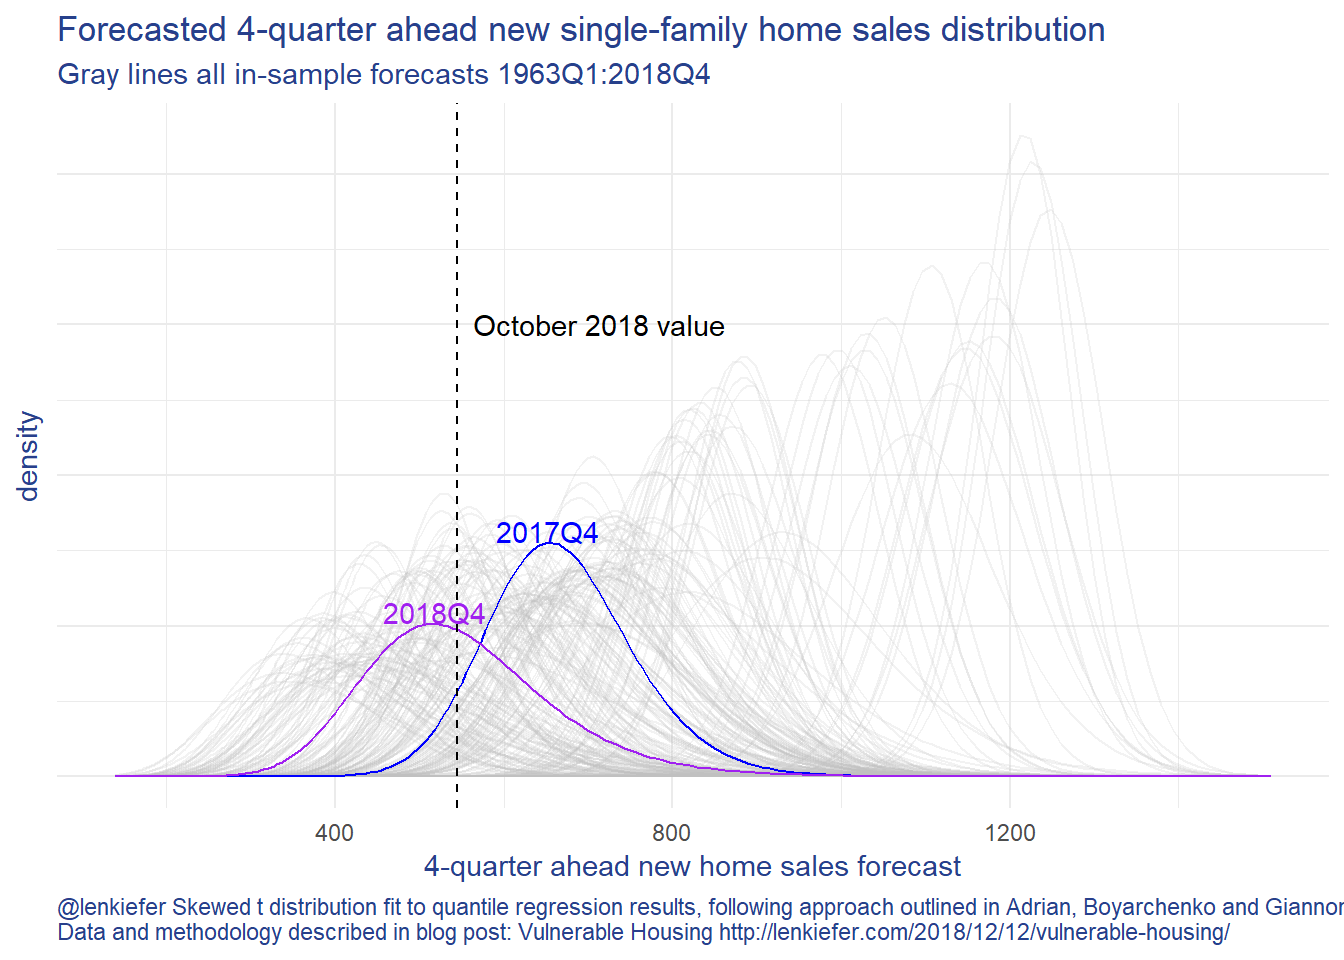 Forecasted 4-quarter ahead new single-family home sales distribution
Gray lines all in-sample forecasts 1963Q1:2018Q4
October 2018 value
density
2017Q4
2018Q4
400 800 1200
4-quarter ahead new home sales forecast
@lenkiefer Skewed t distribution fit to quantile regression results, following approach outlined in Adrian, Boyarchenko and Giannon
Data and methodology described in blog post: Vulnerable Housing http://lenkiefer.com/2018/12/12/vulnerable-housing/